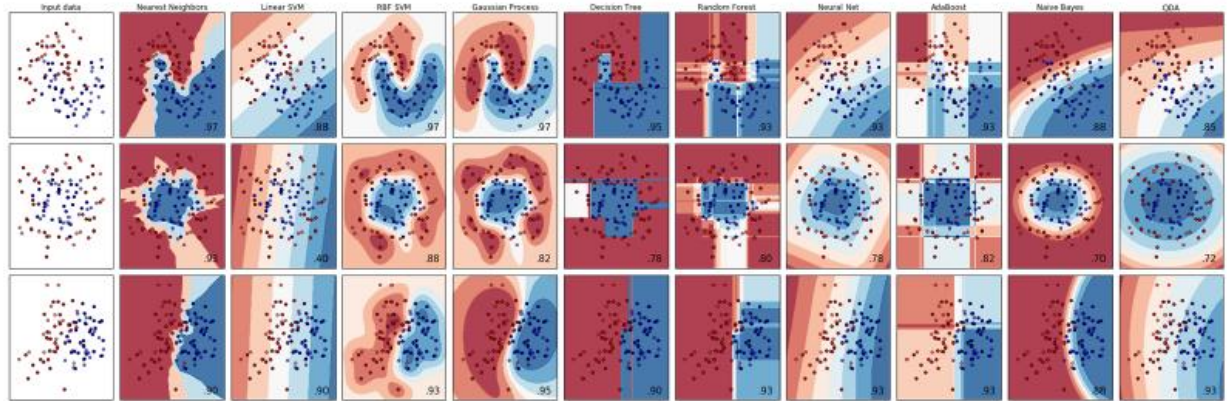 Input data Nearest Neighbors Linear SVM RBF SVM Gaussian Process Decision Tree Random Forest Neural Net AdaBoost Naive Bayes QDA
.97 .88 .97 .97 .95 .93 .93 .93 .88 .85
.93 .40 .88 .82 .78 .80 .78 .82 .70 .72
.90 .90 .93 .95 .90 .93 .93 .93 .88 .93